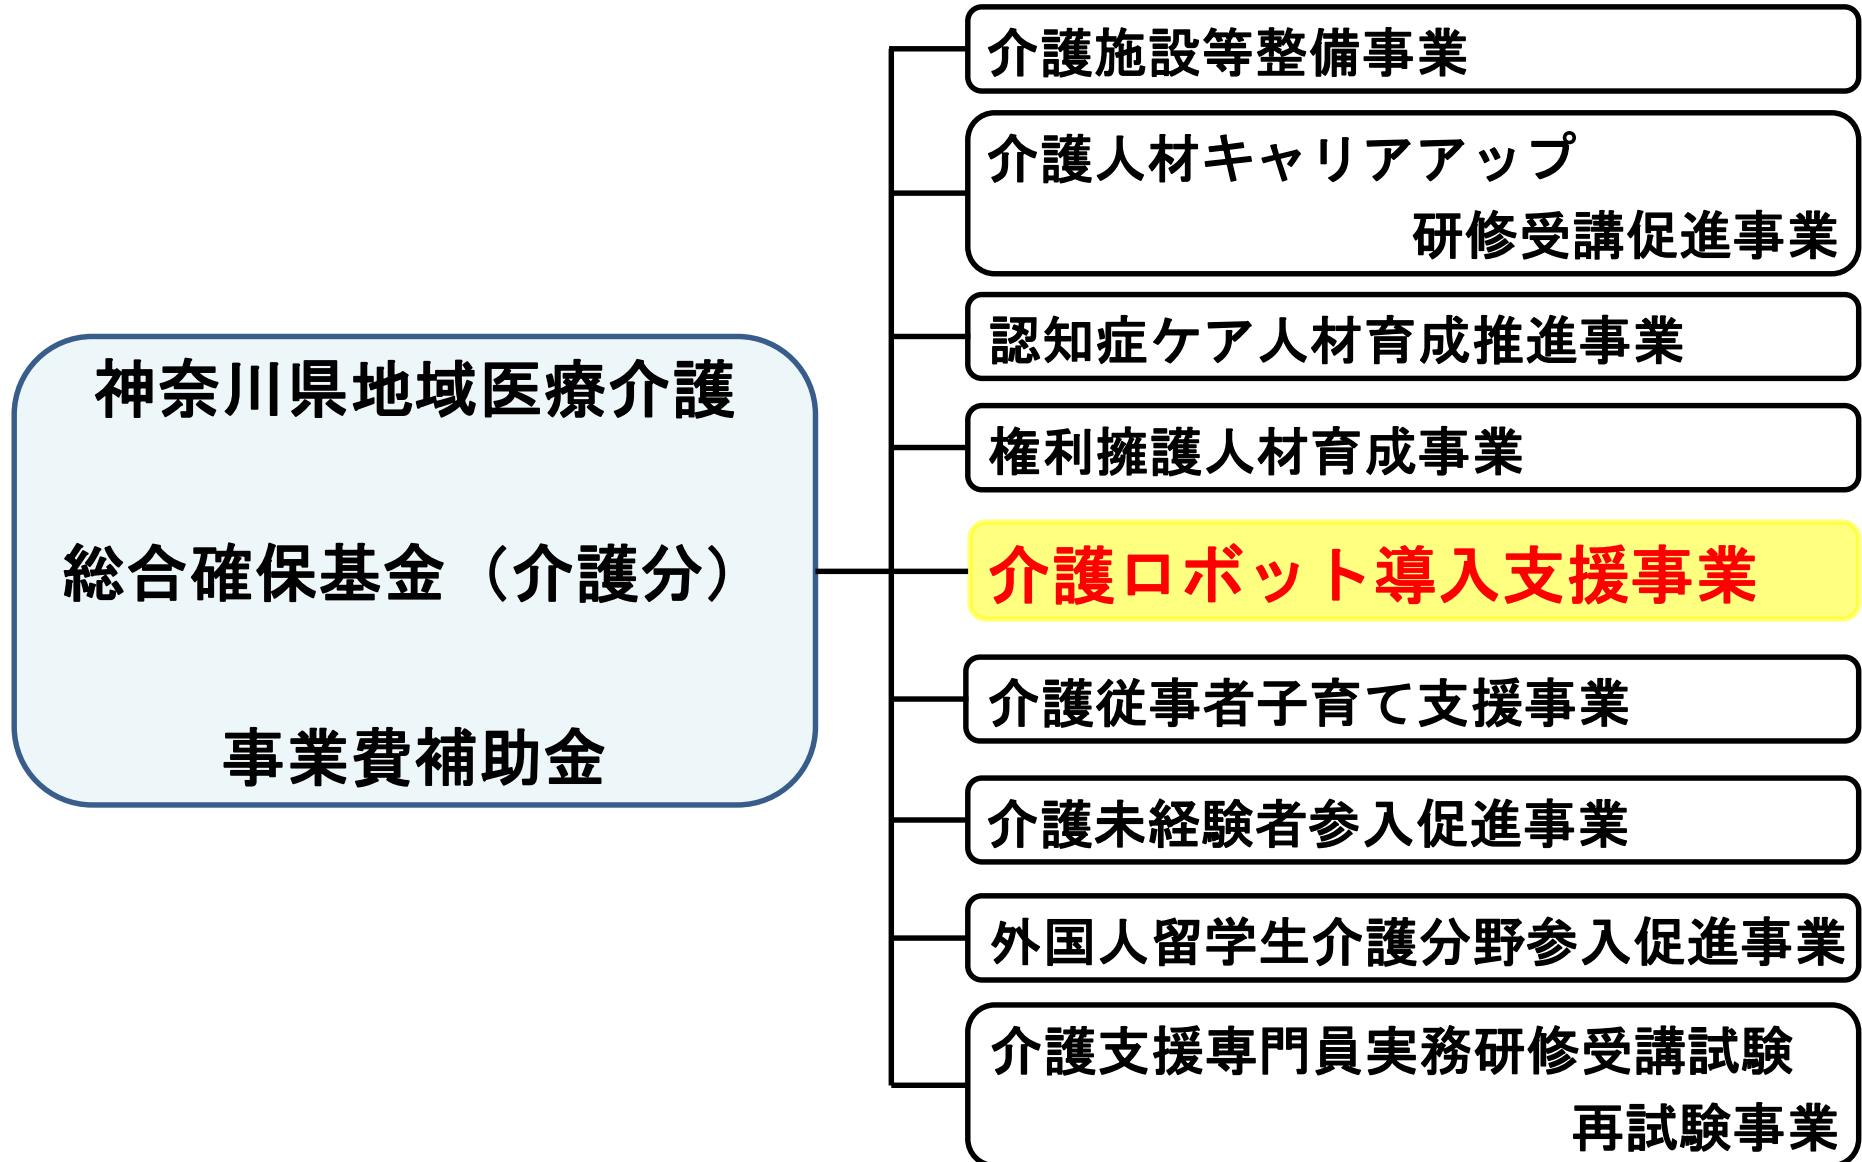 神奈川県地域医療介護
総合確保基金（介護分）
事業費補助金
介護施設等整備事業
介護人材キャリアアップ
研修受講促進事業
認知症ケア人材育成推進事業
権利擁護人材育成事業
介護ロボット導入支援事業
介護従事者子育て支援事業
介護未経験者参入促進事業
外国人留学生介護分野参入促進事業
介護支援専門員実務研修受講試験
再試験事業